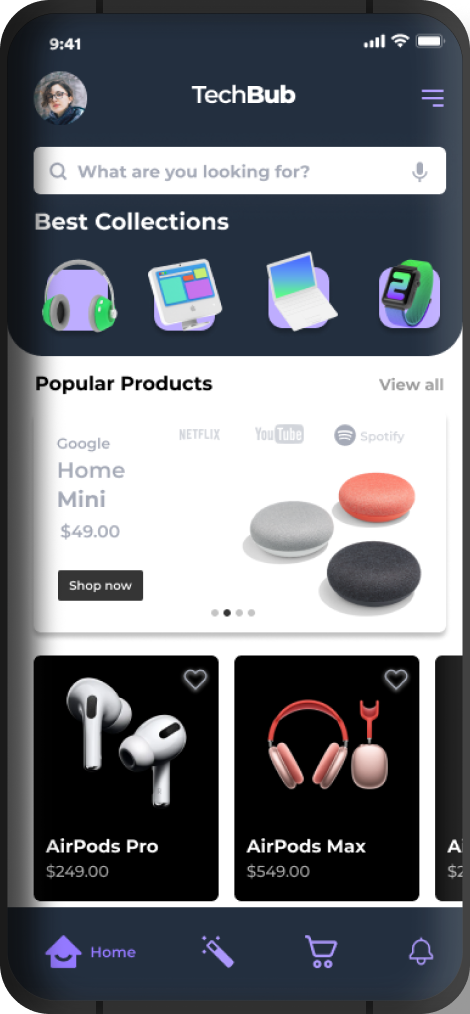 9:41
TechBub
What are you looking for?
Best Collections
Popular Products
View all
NETFLIX
YouTube
Spotify
Google
Home
Mini
$49.00
Shop now
AirPods Pro
$249.00
AirPods Max
$549.00
Home